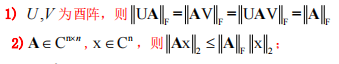 1) U,V 为酉阵，则 ‖UA‖_F=‖AV‖_F=‖UAV‖_F=‖A‖_F
2) A∈C^{n×n}, x∈C^n，则 ‖Ax‖_2 ≤‖A‖_F‖x‖_2；